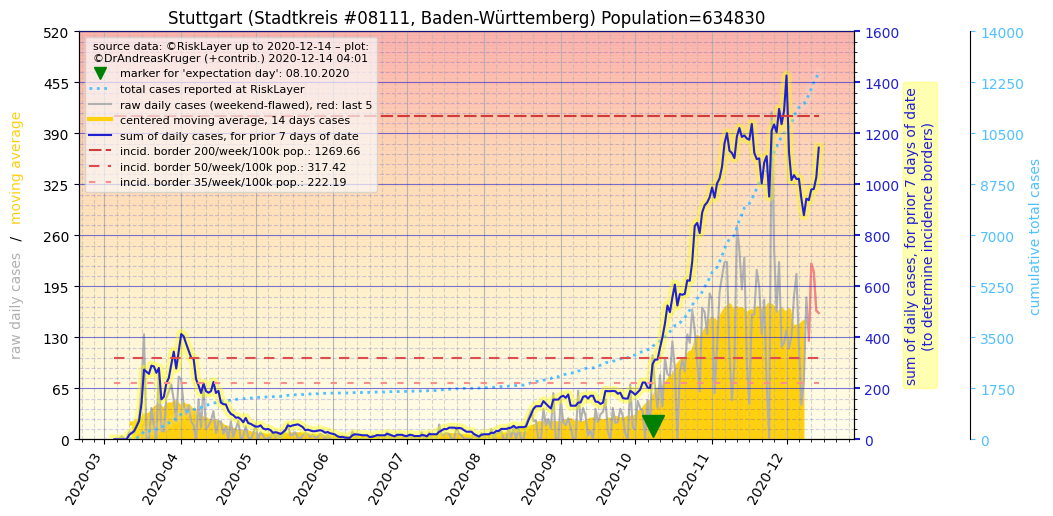 Stuttgart (Stadtkreis #08111, Baden-Württemberg) Population=634830
source data: ©RiskLayer up to 2020-12-14 – plot:
©DrAndreasKruger (+contrib.) 2020-12-14 04:01
marker for 'expectation day': 08.10.2020
total cases reported at RiskLayer
raw daily cases (weekend-flawed), red: last 5
centered moving average, 14 days cases
sum of daily cases, for prior 7 days of date
incid. border 200/week/100k pop.: 1269.66
incid. border 50/week/100k pop.: 317.42
incid. border 35/week/100k pop.: 222.19
raw daily cases / moving average
520
455
390
325
260
195
130
65
0
1600
1400
1200
1000
800
600
400
200
0
sum of daily cases, for prior 7 days of date
(to determine incidence borders)
14000
12250
10500
8750
7000
5250
3500
1750
0
cumulative total cases
2020-03
2020-04
2020-05
2020-06
2020-07
2020-08
2020-09
2020-10
2020-11
2020-12